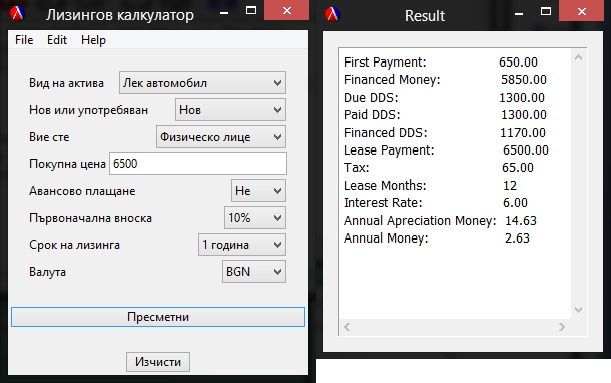 Лизингов калкулатор
File Edit Help
Вид на актива Лек автомобил
Нов или употребяван Нов
Вие сте Физическо лице
Покупна цена 6500
Авансово плащане Не
Първоначална вноска 10%
Срок на лизинга 1 година
Валута BGN
Пресметни
Изчисти
Result
First Payment: 650.00
Financed Money: 5850.00
Due DDS: 1300.00
Paid DDS: 1300.00
Financed DDS: 1170.00
Lease Payment: 6500.00
Tax: 65.00
Lease Months: 12
Interest Rate: 6.00
Annual Apreciation Money: 14.63
Annual Money: 2.63